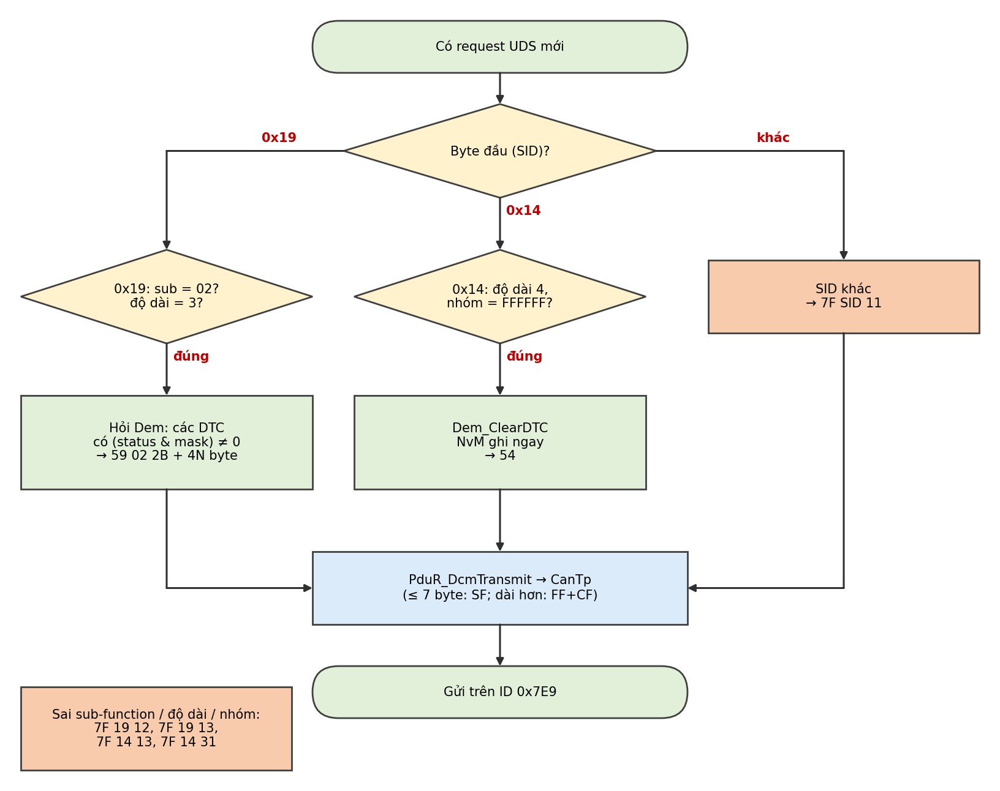 Có request UDS mới
0x19
khác
Byte đầu (SID)?
0x14
0x19: sub = 02?
độ dài = 3?
0x14: độ dài 4,
nhóm = FFFFFF?
SID khác
→ 7F SID 11
đúng
đúng
Hỏi Dem: các DTC
có (status & mask) ≠ 0
→ 59 02 2B + 4N byte
Dem_ClearDTC
NvM ghi ngay
→ 54
PduR_DcmTransmit → CanTp
(≤ 7 byte: SF; dài hơn: FF+CF)
Gửi trên ID 0x7E9
Sai sub-function / độ dài / nhóm:
7F 19 12, 7F 19 13,
7F 14 13, 7F 14 31